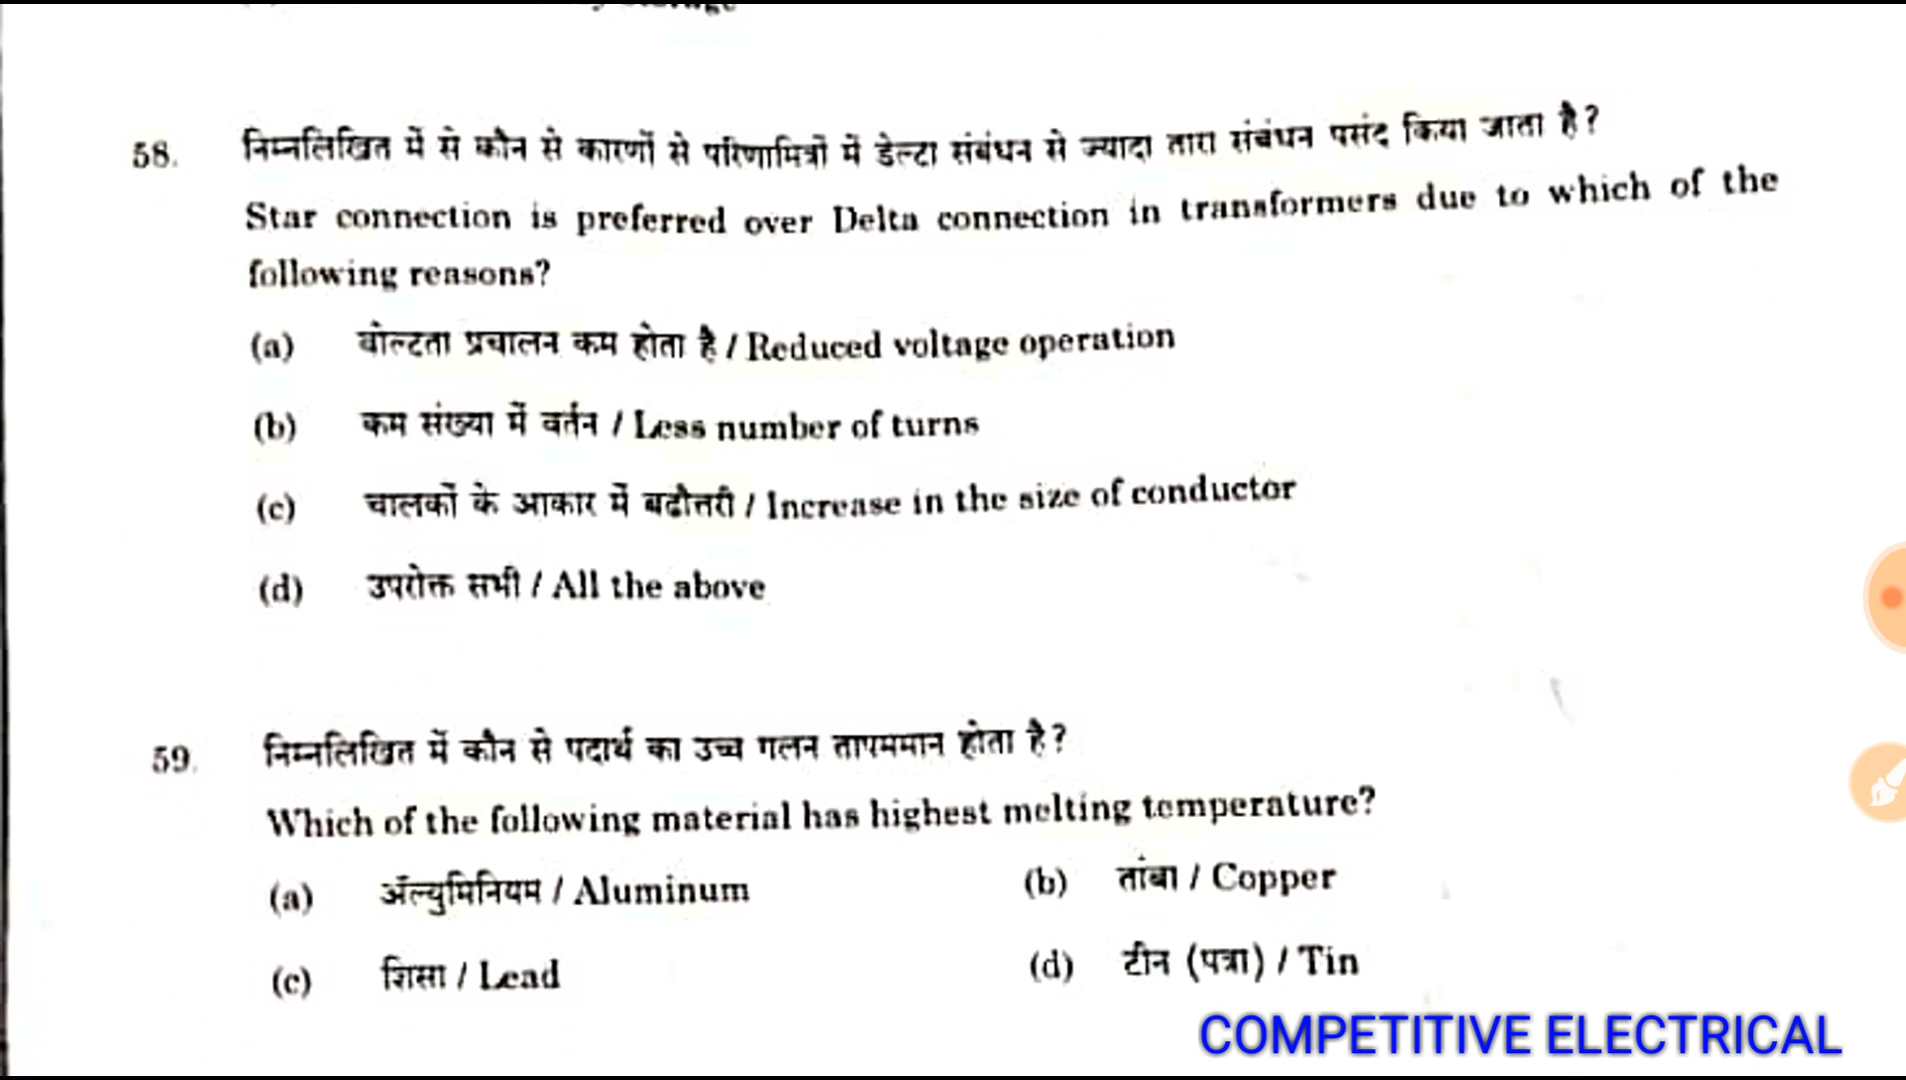 58. निम्नलिखित में से कौन से कारणों से परिणामित्रों में डेल्टा संबंधन से ज्यादा तारा संबंधन पसंद किया जाता है?
Star connection is preferred over Delta connection in transformers due to which of the
following reasons?
(a) वोल्टता प्रचालन कम होता है / Reduced voltage operation
(b) कम संख्या में वर्तन / Less number of turns
(c) चालकों के आकार में बढौत्तरी / Increase in the size of conductor
(d) उपरोक्त सभी / All the above
59. निम्नलिखित में कौन से पदार्थ का उच्च गलन तापममान होता है?
Which of the following material has highest melting temperature?
(a) ॲल्युमिनियम / Aluminum (b) तांबा / Copper
(c) शिसा / Lead (d) टीन (पत्रा) / Tin
COMPETITIVE ELECTRICAL